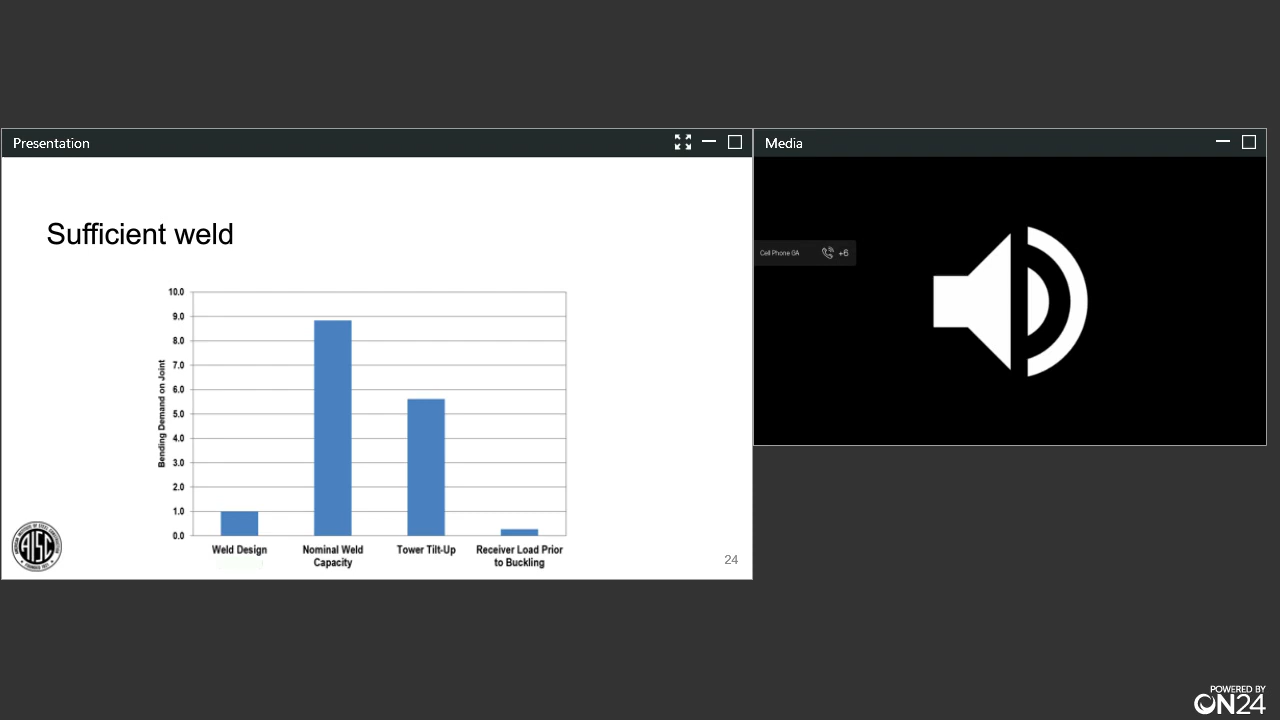 Presentation
Media
Sufficient weld
Cell Phone GA +6
10.0
9.0
8.0
7.0
6.0
5.0
4.0
3.0
2.0
1.0
0.0
Bending Demand on Joint
Weld Design
Nominal Weld
Capacity
Tower Tilt-Up
Receiver Load Prior
to Buckling
AISC
24
POWERED BY
ON24